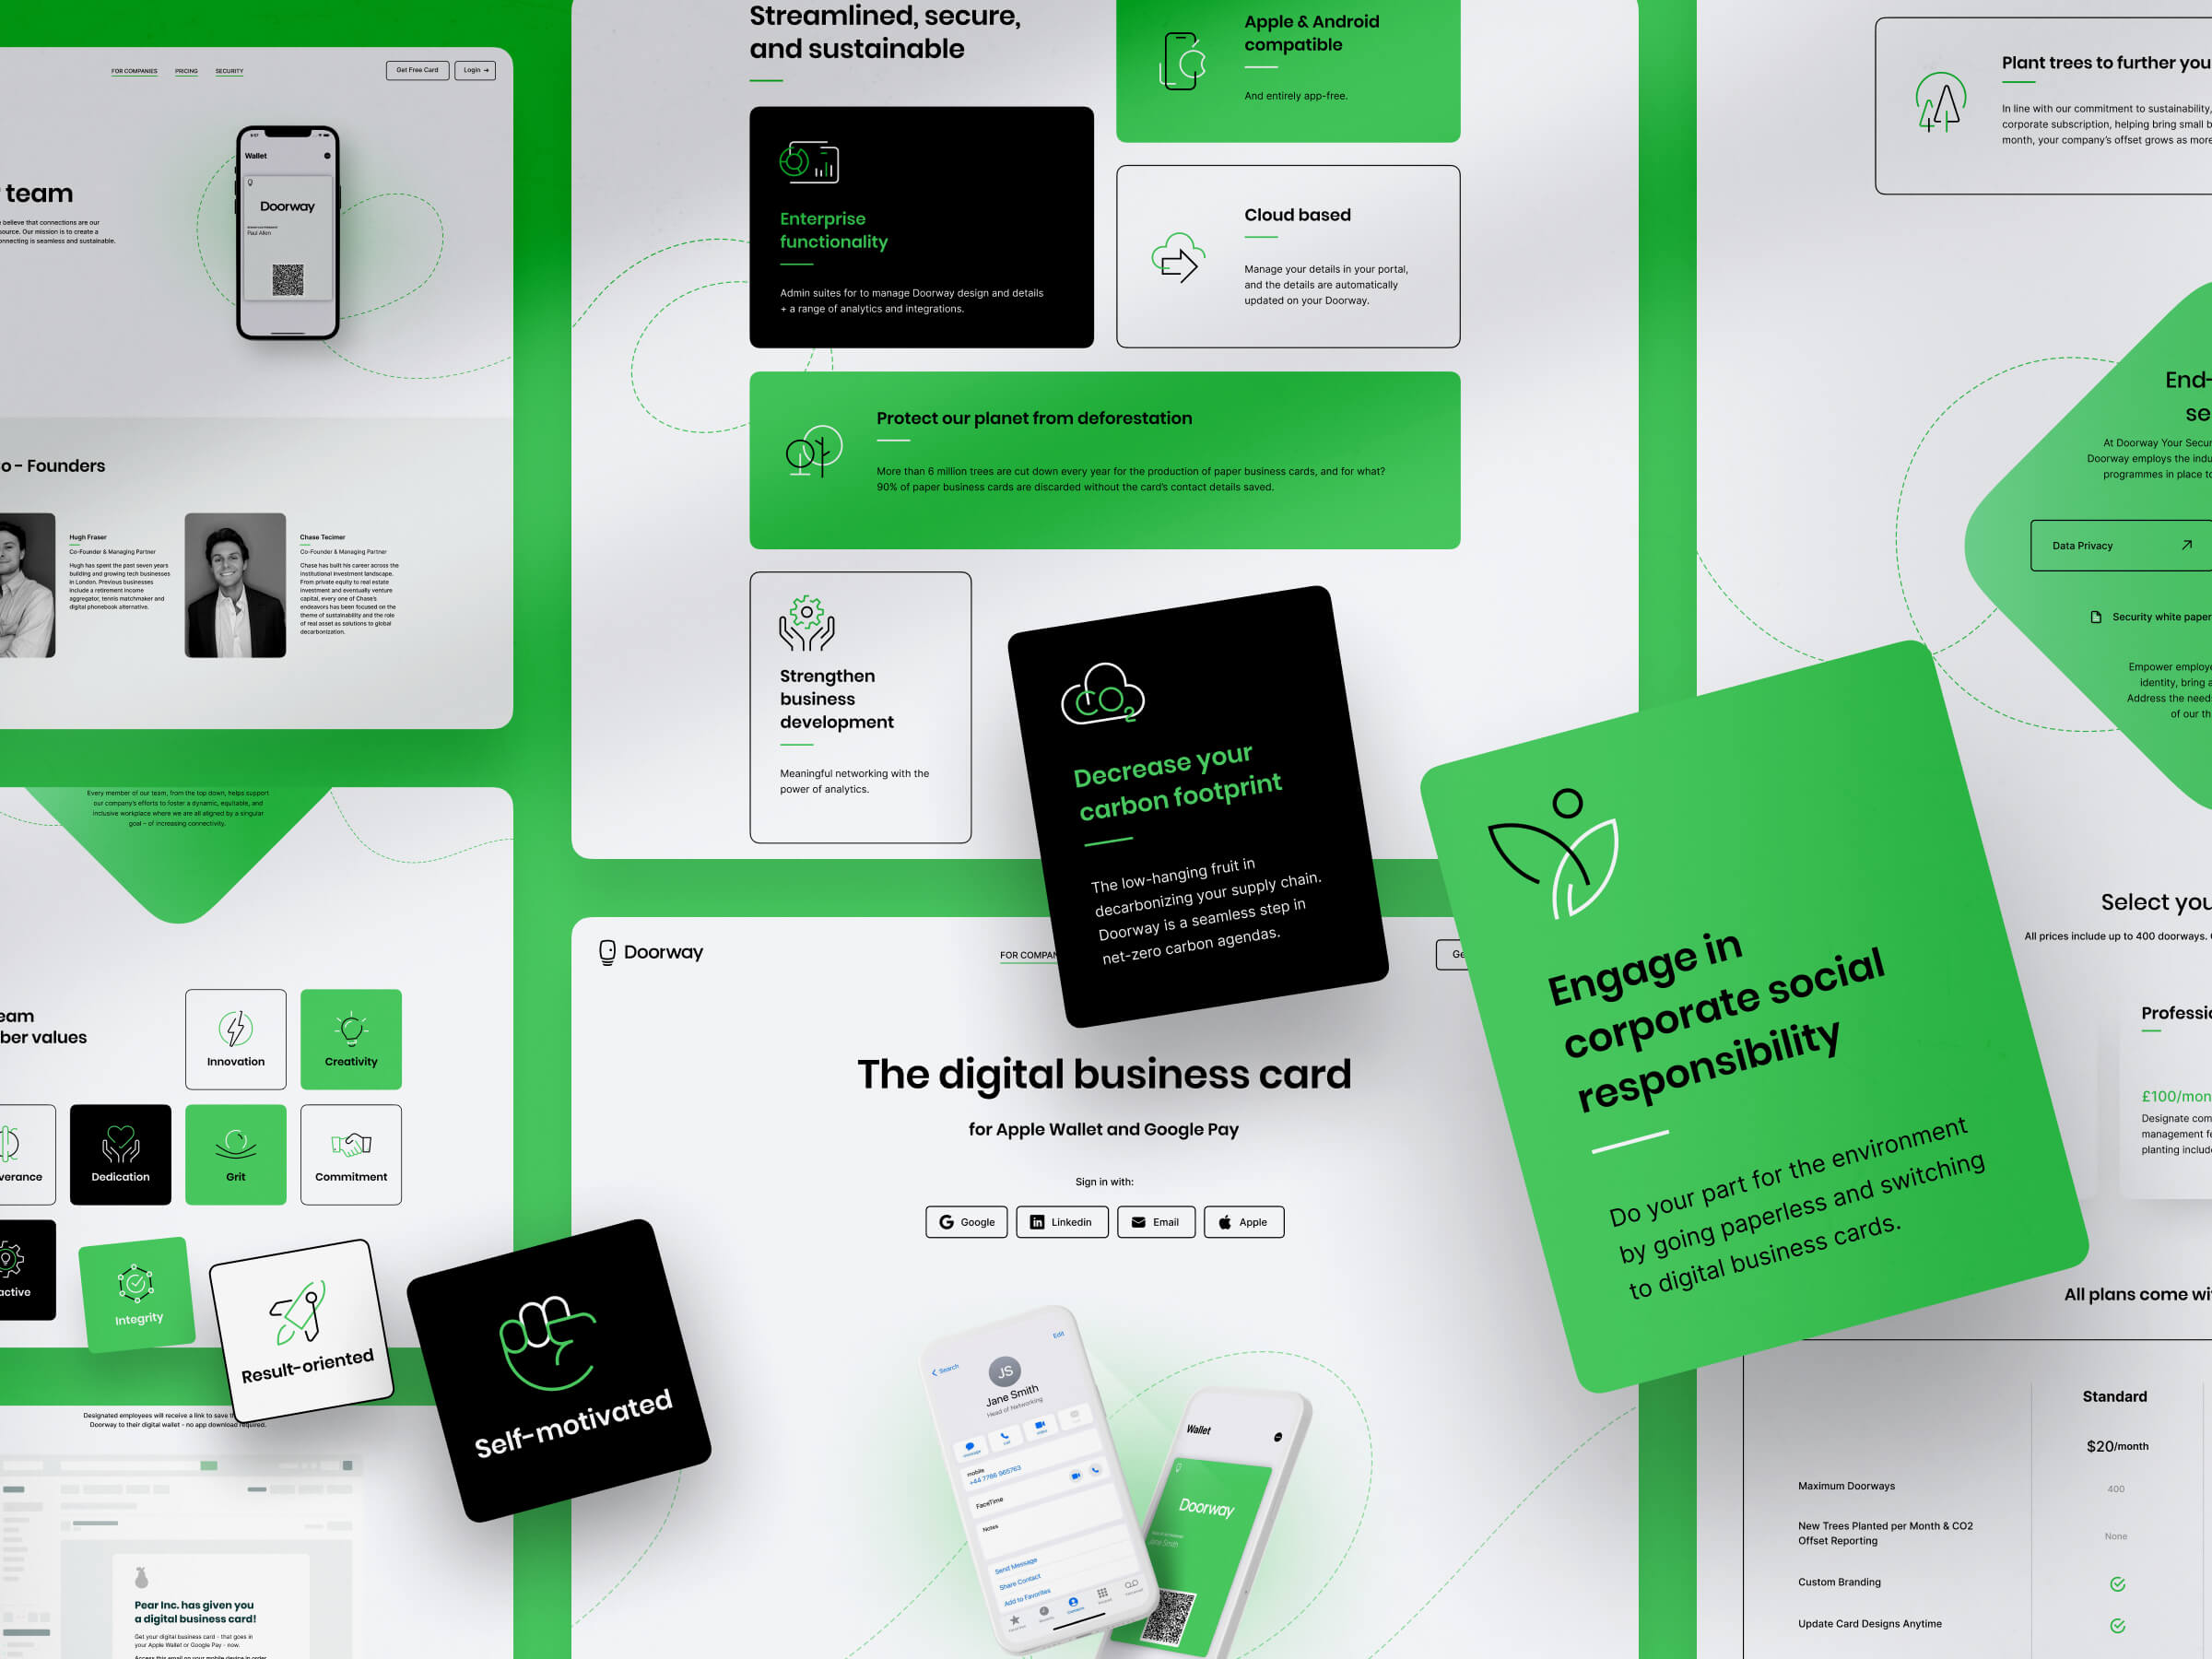 FOR COMPANIES
PRICING
SECURITY
Get Free Card
Login →
team
believe that connections are our
source. Our mission is to create a
connecting is seamless and sustainable.
Wallet
Doorway
Paul Allen
- Founders
Hugh Fraser
Co-Founder & Managing Partner
Hugh has spent the past seven years
building and growing tech businesses
in London. Previous businesses
include a retirement income
aggregator, tennis matchmaker and
digital phonebook alternative.
Chase Tecimer
Co-Founder & Managing Partner
Chase has built his career across the
institutional investment landscape.
From private equity to real estate
investment and eventually venture
capital, every one of Chase's
endeavors has been focused on the
theme of sustainability and the role
of real asset as solutions to global
decarbonization.
Every member of our team, from the top down, helps support
our company's efforts to foster a dynamic, equitable, and
inclusive workplace where we are all aligned by a singular
goal – of increasing connectivity.
eam
ber values
Innovation
Creativity
verance
Dedication
Grit
Commitment
active
Integrity
Result-oriented
Self-motivated
Designated employees will receive a link to save
Doorway to their digital wallet - no app download required.
Pear Inc. has given you
a digital business card!
Get your digital business card - that goes in
your Apple Wallet or Google Pay - now.
Access this email on your mobile device in order
Streamlined, secure,
and sustainable
Apple & Android
compatible
And entirely app-free.
Enterprise
functionality
Admin suites for to manage Doorway design and details
+ a range of analytics and integrations.
Cloud based
Manage your details in your portal,
and the details are automatically
updated on your Doorway.
Protect our planet from deforestation
More than 6 million trees are cut down every year for the production of paper business cards, and for what?
90% of paper business cards are discarded without the card's contact details saved.
Strengthen
business
development
Meaningful networking with the
power of analytics.
CO2
Decrease your
carbon footprint
The low-hanging fruit in
decarbonizing your supply chain.
Doorway is a seamless step in
net-zero carbon agendas.
Doorway
FOR COMPAN
Ge
The digital business card
for Apple Wallet and Google Pay
Sign in with:
Google
Linkedin
Email
Apple
Search
Edit
JS
Jane Smith
Head of Networking
mobile
+44 7766 965763
FaceTime
Notes
Send Message
Share Contact
Add to Favorites
Wallet
Doorway
Jane Smith
Engage in
corporate social
responsibility
Do your part for the environment
by going paperless and switching
to digital business cards.
Plant trees to further you
In line with our commitment to sustainability,
corporate subscription, helping bring small b
month, your company's offset grows as more
End-
se
At Doorway Your Secur
Doorway employs the indu
programmes in place to
Data Privacy
Security white paper
Empower employe
identity, bring a
Address the need
of our th
Select you
All prices include up to 400 doorways.
Professi
£100/mon
Designate com
management fe
planting include
All plans come wi
Standard
$20/month
Maximum Doorways
400
New Trees Planted per Month & CO2
Offset Reporting
None
Custom Branding
Update Card Designs Anytime